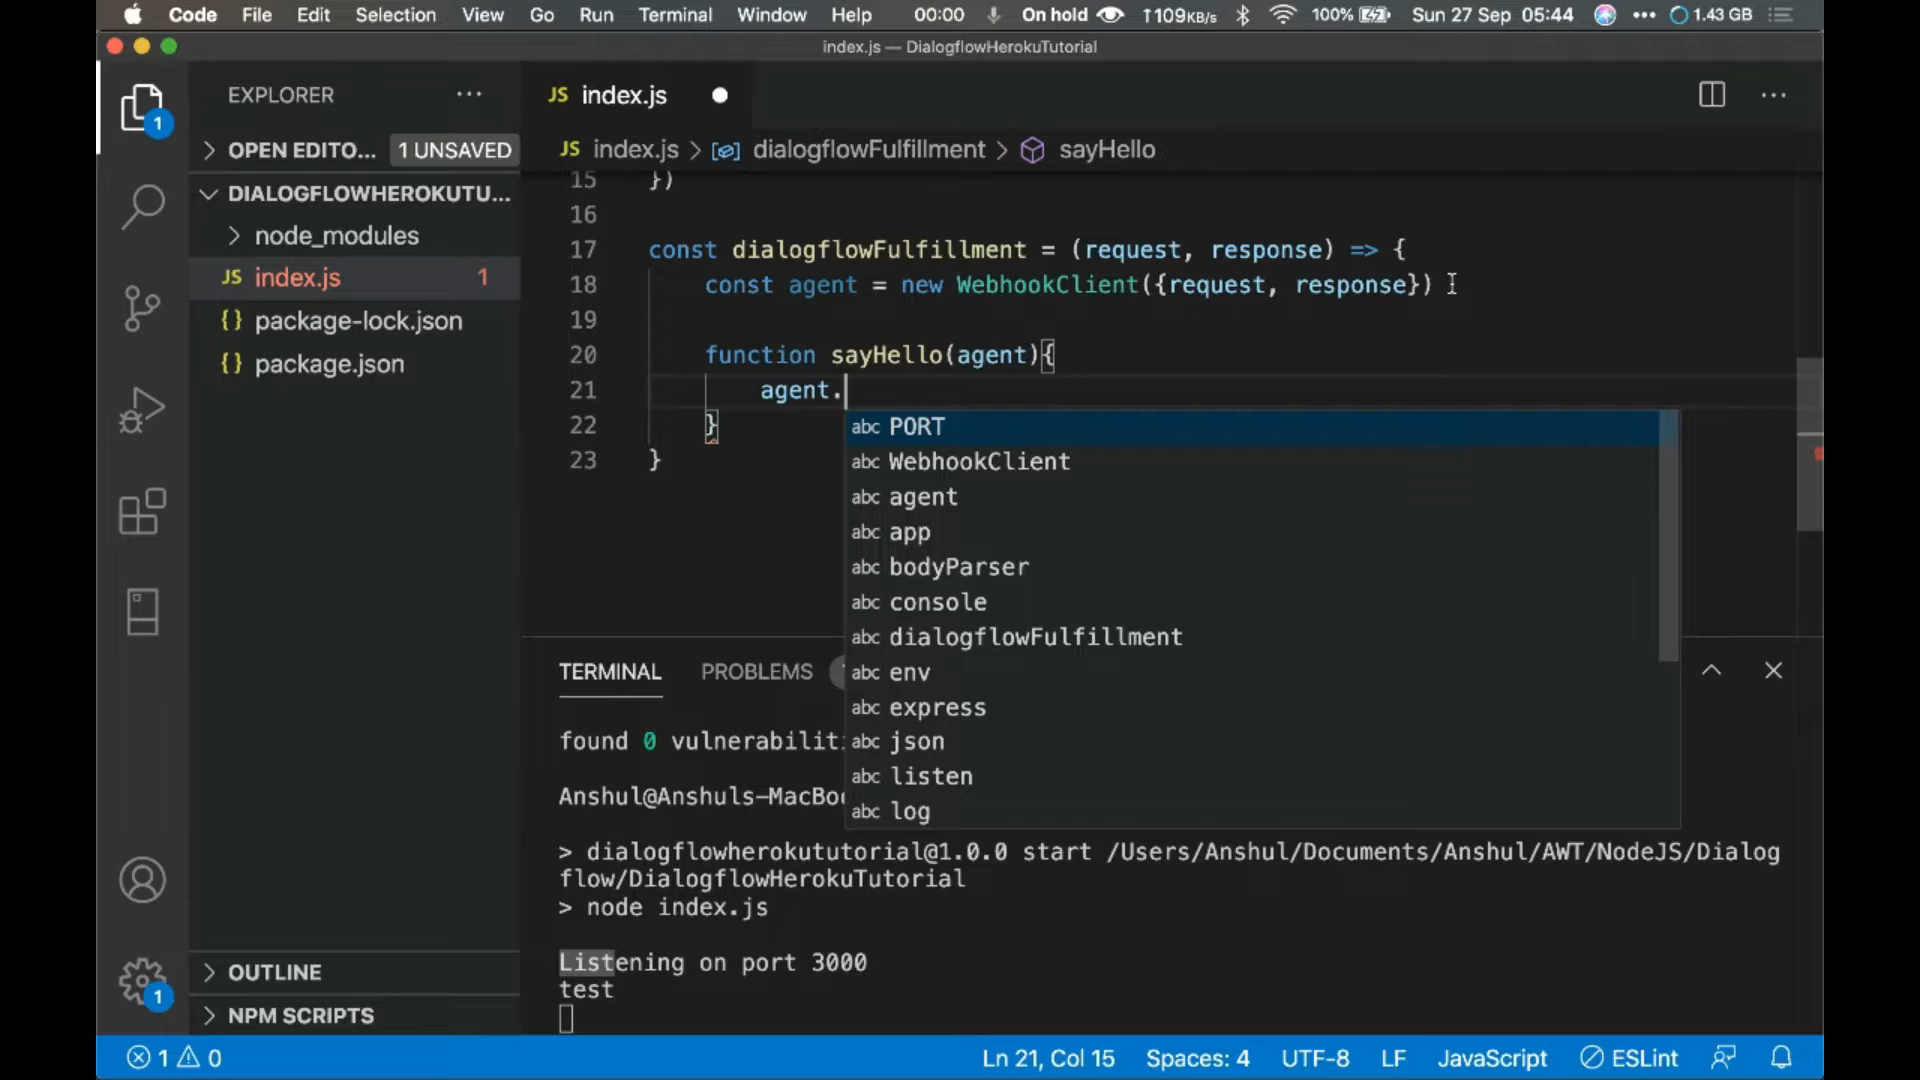 Code File Edit Selection View Go Run Terminal Window Help 00:00 On hold ↑109KB/s 100% Sun 27 Sep 05:44 ••• 1.43 GB
index.js — DialogflowHerokuTutorial
EXPLORER ···
JS index.js
1
OPEN EDITO... 1 UNSAVED
JS index.js > dialogflowFulfillment > sayHello
DIALOGFLOWHEROKUTU...
node_modules
JS index.js 1
{} package-lock.json
{} package.json
15 })
16
17 const dialogflowFulfillment = (request, response) => {
18 const agent = new WebhookClient({request, response})
19
20 function sayHello(agent){
21 agent.
22 }
23 }
abc PORT
abc WebhookClient
abc agent
abc app
abc bodyParser
abc console
abc dialogflowFulfillment
abc env
abc express
abc json
abc listen
abc log
TERMINAL PROBLEMS
found 0 vulnerabiliti
Anshul@Anshuls-MacBoo
> dialogflowherokututorial@1.0.0 start /Users/Anshul/Documents/Anshul/AWT/NodeJS/Dialog
flow/DialogflowHerokuTutorial
> node index.js
Listening on port 3000
test
OUTLINE
1
NPM SCRIPTS
1 0 Ln 21, Col 15 Spaces: 4 UTF-8 LF JavaScript ESLint